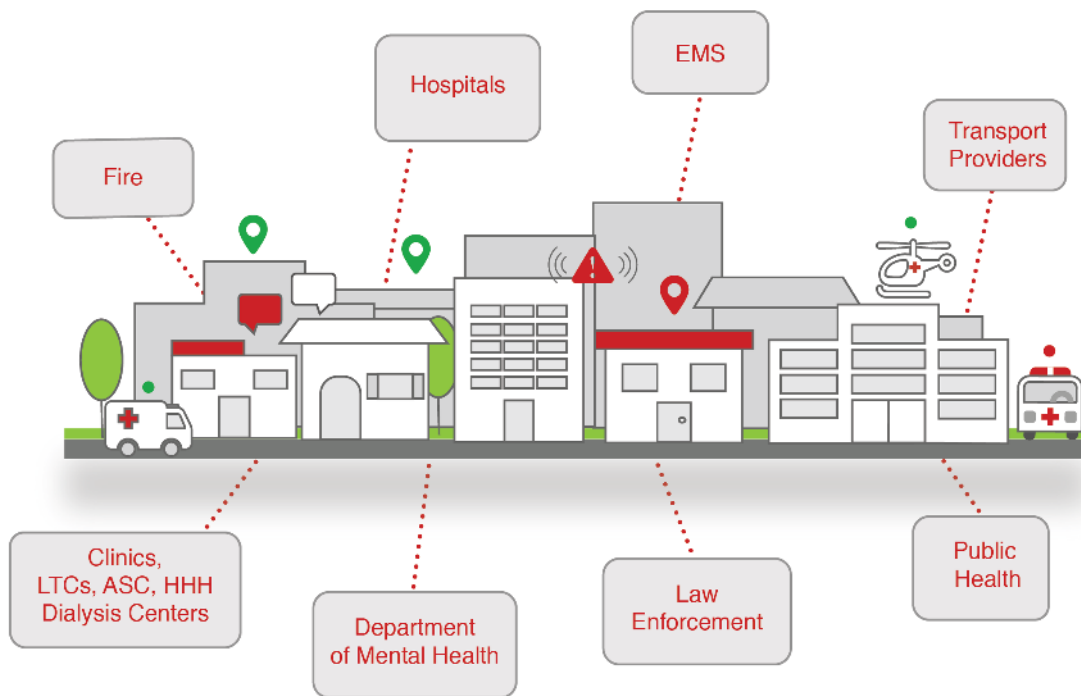 EMS
Hospitals
Transport
Providers
Fire
Clinics,
LTCs, ASC, HHH
Dialysis Centers
Department
of Mental Health
Law
Enforcement
Public
Health